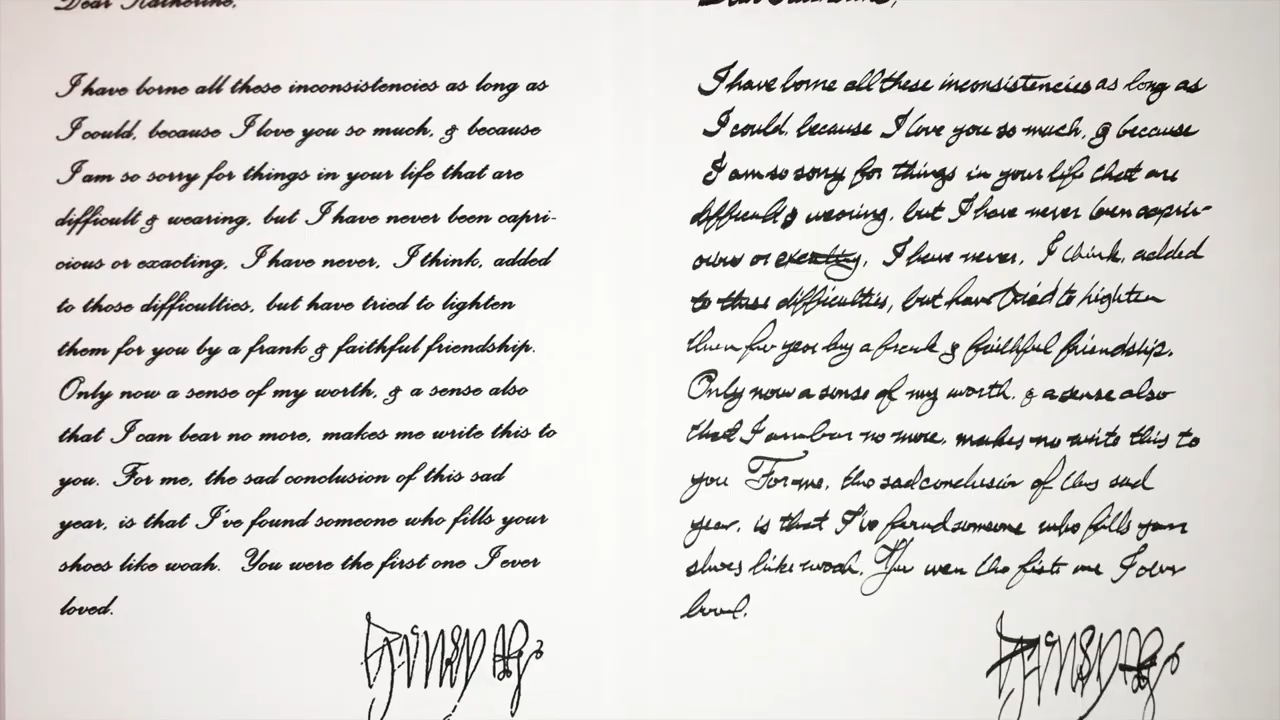 Dear Katherine,
I have borne all these inconsistencies as long as
I could, because I love you so much, & because
I am so sorry for things in your life that are
difficult & wearing, but I have never been capri-
cious or exacting, I have never, I think, added
to those difficulties, but have tried to lighten
them for you by a frank & faithful friendship.
Only now a sense of my worth, & a sense also
that I can bear no more, makes me write this to
you. For me, the sad conclusion of this sad
year, is that I've found someone who fills your
shoes like woah. You were the first one I ever
loved.
Dear Katherine,
I have borne all these inconsistencies as long as
I could, because I love you so much, & because
I am so sorry for things in your life that are
difficult & wearing, but I have never been capri-
cious or exacting, I have never, I think, added
to those difficulties, but have tried to lighten
them for you by a frank & faithful friendship.
Only now a sense of my worth, & a sense also
that I can bear no more, makes me write this to
you For me, the sad conclusion of this sad
year, is that I've found someone who fills your
shoes like woah. You were the first one I ever
loved.